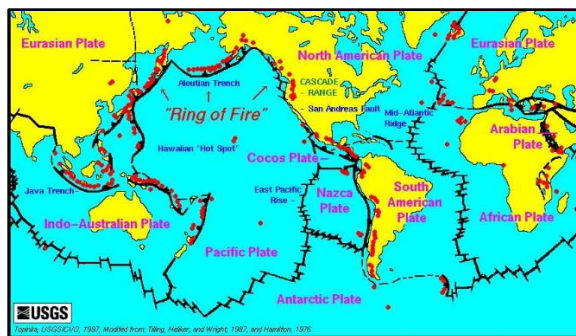 Eurasian Plate
North American Plate
Eurasian Plate
Aleutian Trench
CASCADE
RANGE
"Ring of Fire"
San Andreas Fault
Mid-Atlantic
Ridge
Arabian
Plate
Hawaiian "Hot Spot"
Cocos Plate
Java Trench
East Pacific
Rise
Nazca
Plate
South
American
Plate
African Plate
Indo-Australian Plate
Pacific Plate
Antarctic Plate
USGS
Topinka, USGS/CVO, 1997, Modified from: Tilling, Heliker, and Wright, 1987, and Hamilton, 1976